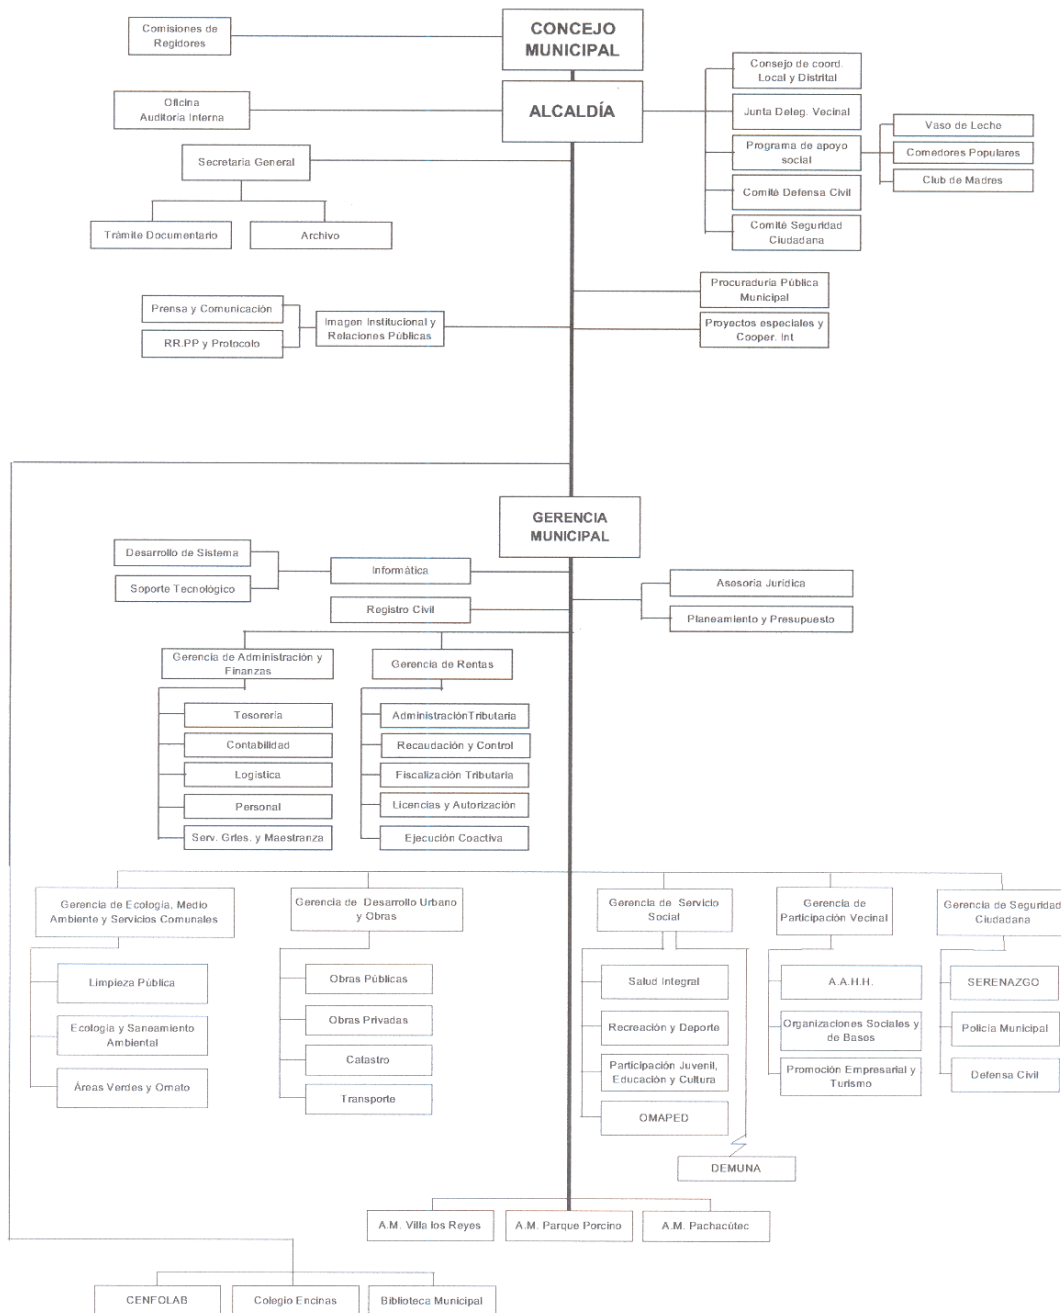 CONCEJO
MUNICIPAL
Comisiones de
Regidores
ALCALDÍA
Oficina
Auditoria Interna
Consejo de coord.
Local y Distrital
Junta Deleg. Vecinal
Programa de apoyo
social
Comité Defensa Civil
Comité Seguridad
Ciudadana
Vaso de Leche
Comedores Populares
Club de Madres
Secretaria General
Trámite Documentario
Archivo
Procuraduría Pública
Municipal
Proyectos especiales y
Cooper. Int
Prensa y Comunicación
RR.PP y Protocolo
Imagen Institucional y
Relaciones Públicas
GERENCIA
MUNICIPAL
Desarrollo de Sistema
Soporte Tecnológico
Informática
Registro Civil
Asesoría Jurídica
Planeamiento y Presupuesto
Gerencia de Administración y
Finanzas
Tesorería
Contabilidad
Logística
Personal
Serv. Grles. y Maestranza
Gerencia de Rentas
AdministraciónTributaria
Recaudación y Control
Fiscalización Tributaria
Licencias y Autorización
Ejecución Coactiva
Gerencia de Ecología, Medio
Ambiente y Servicios Comunales
Limpieza Pública
Ecología y Saneamiento
Ambiental
Áreas Verdes y Ornato
Gerencia de Desarrollo Urbano
y Obras
Obras Públicas
Obras Privadas
Catastro
Transporte
Gerencia de Servicio
Social
Salud Integral
Recreación y Deporte
Participación Juvenil,
Educación y Cultura
OMAPED
DEMUNA
Gerencia de
Participación Vecinal
A.A.H.H.
Organizaciones Sociales y
de Bases
Promoción Empresarial y
Turismo
Gerencia de Seguridad
Ciudadana
SERENAZGO
Policía Municipal
Defensa Civil
A.M. Villa los Reyes
A.M. Parque Porcino
A.M. Pachacútec
CENFOLAB
Colegio Encinas
Biblioteca Municipal